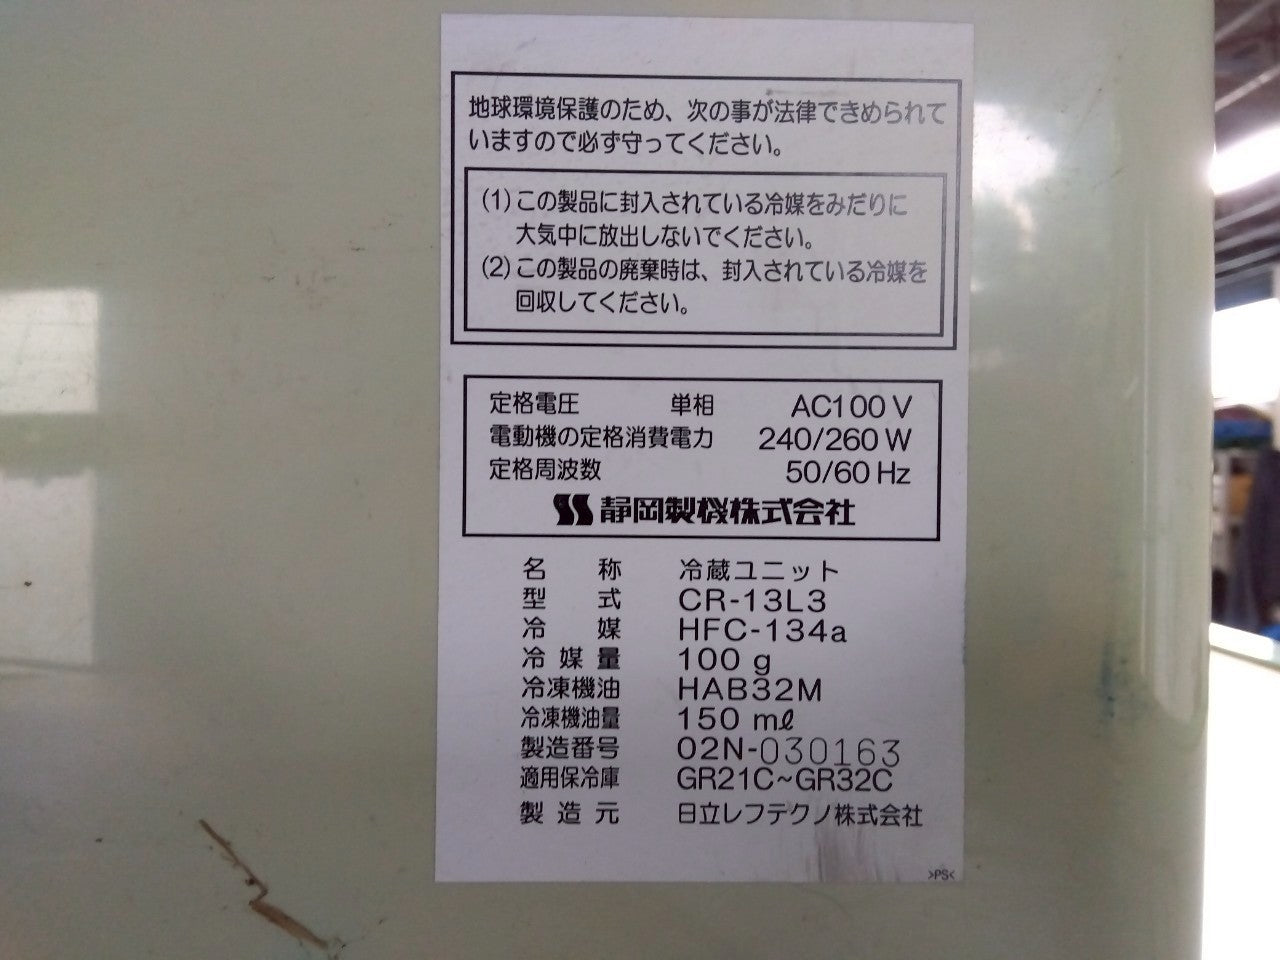 地球環境保護のため、次の事が法律できめられて
いますので必ず守ってください。
(1)この製品に封入されている冷媒をみだりに
大気中に放出しないでください。
(2)この製品の廃棄時は、封入されている冷媒を
回収してください。
定格電圧 単相 AC100V
電動機の定格消費電力 240/260W
定格周波数 50/60Hz
静岡製機株式会社
名称 冷蔵ユニット
型式 CR-13L3
冷媒 HFC-134a
冷媒量 100g
冷凍機油 HAB32M
冷凍機油量 150mℓ
製造番号 02N-030163
適用保冷庫 GR21C~GR32C
製造元 日立レフテクノ株式会社
>PS<